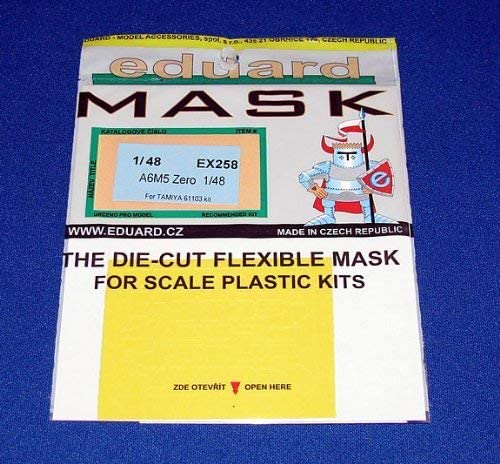 EDUARD - MODEL ACCESSORIES, spol. s r.o., 435 21 OBRNICE 170, CZECH REPUBLIC
eduard
MASK
KATALOGOVÉ ČÍSLO ITEM #
1/48 EX258
A6M5 Zero 1/48
For TAMIYA 61103 kit
URČENO PRO MODEL RECOMMENDED KIT
e
WWW.EDUARD.CZ MADE IN CZECH REPUBLIC
THE DIE-CUT FLEXIBLE MASK
FOR SCALE PLASTIC KITS
ZDE OTEVŘÍT OPEN HERE